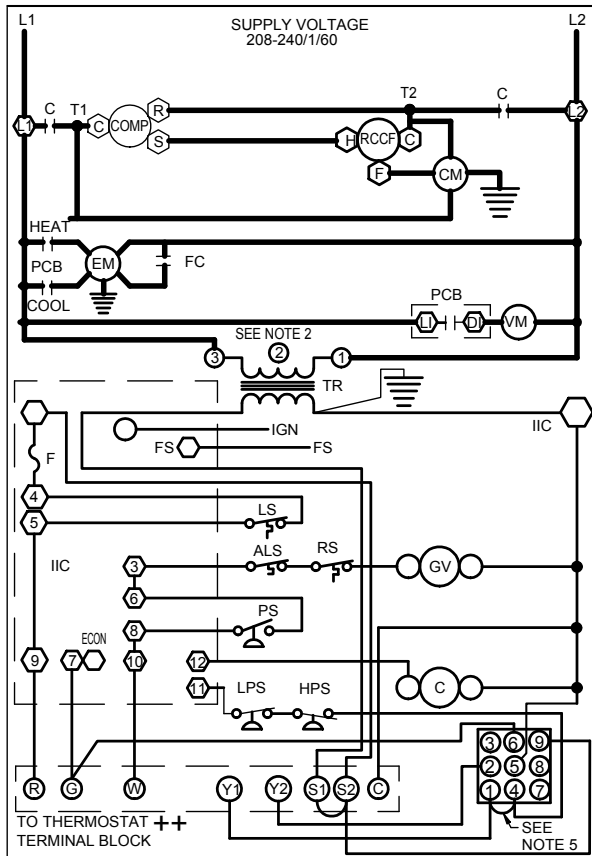 L1 SUPPLY VOLTAGE L2
208-240/1/60
C T1 R T2 C
L1 C COMP S H RCCF C L2
F CM
HEAT
PCB EM FC
COOL
PCB
LI DI VM
SEE NOTE 2
3 2 1
TR
IGN IIC
FS FS
F
4 LS
5
ALS RS
IIC 3 GV
6
8 PS
ECON
9 7 10 12
11 C
LPS HPS
3 6 9
2 5 8
1 4 7
R G W Y1 Y2 S1 S2 C
TO THERMOSTAT ++
TERMINAL BLOCK
SEE
NOTE 5